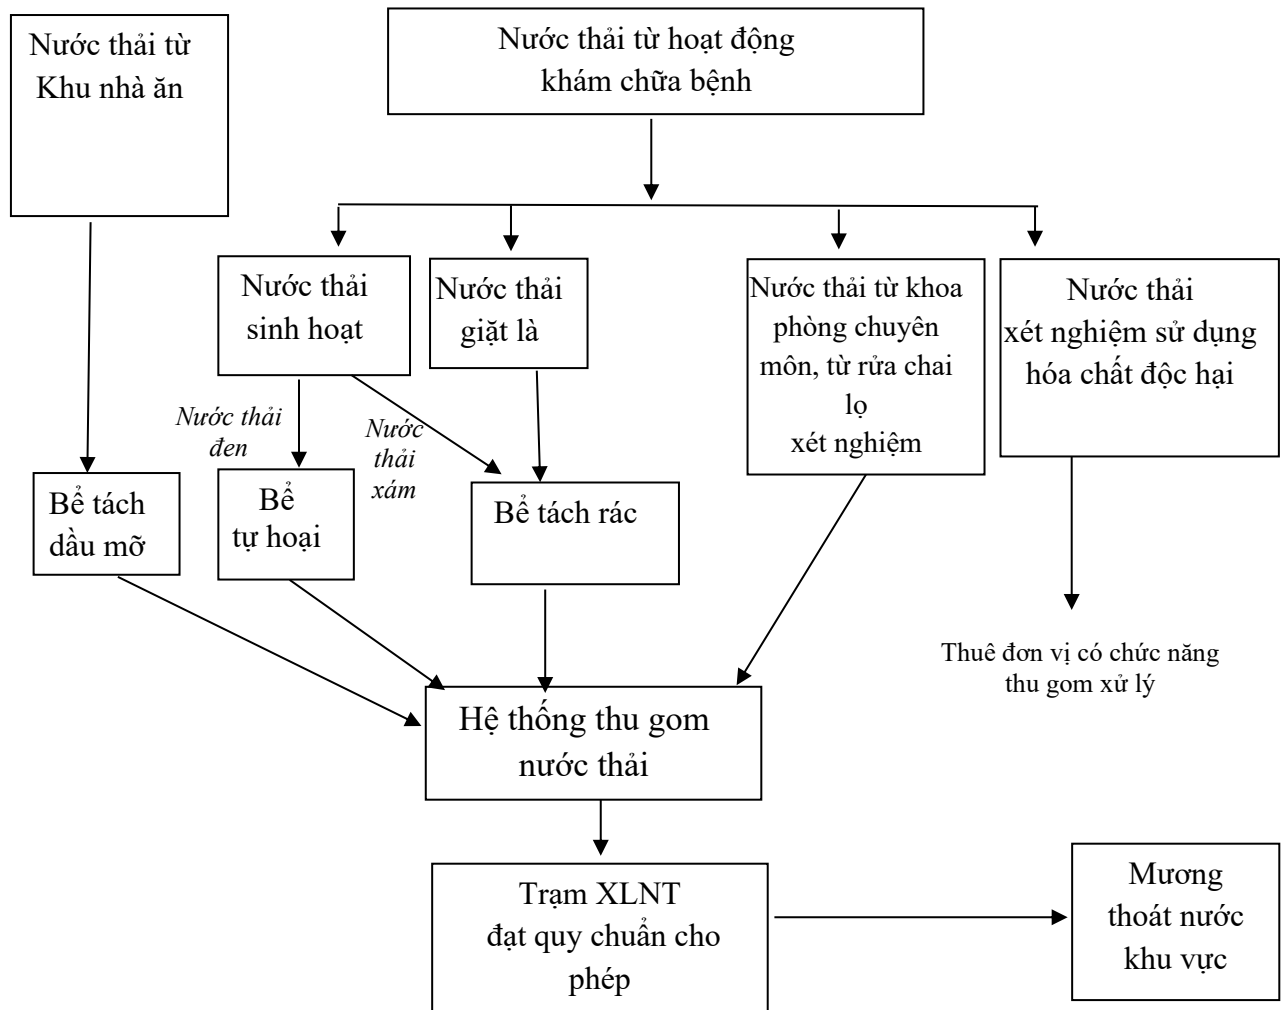 Nước thải từ
Khu nhà ăn
Nước thải từ hoạt động
khám chữa bệnh
Nước thải
sinh hoạt
Nước thải
giặt là
Nước thải từ khoa
phòng chuyên
môn, từ rửa chai
lọ
xét nghiệm
Nước thải
xét nghiệm sử dụng
hóa chất độc hại
Nước thải
đen
Nước
thải
xám
Bể tách
dầu mỡ
Bể
tự hoại
Bể tách rác
Thuê đơn vị có chức năng
thu gom xử lý
Hệ thống thu gom
nước thải
Trạm XLNT
đạt quy chuẩn cho
phép
Mương
thoát nước
khu vực